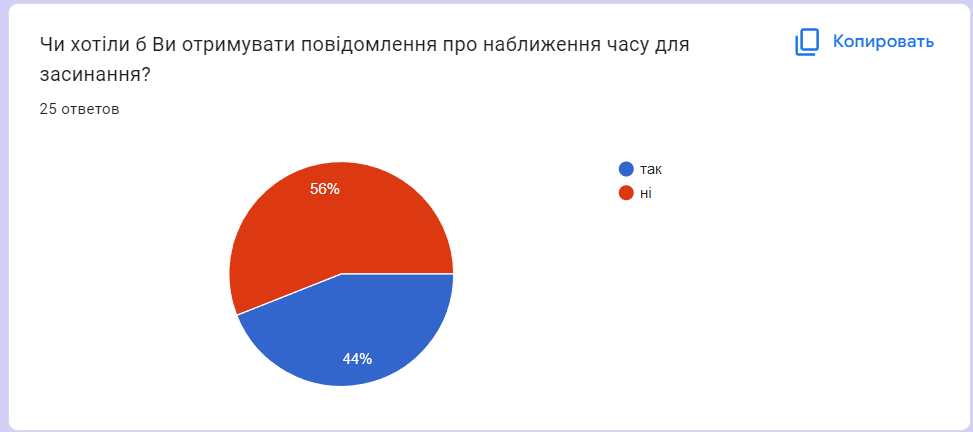 Чи хотіли б Ви отримувати повідомлення про наближення часу для
засинання?
Копировать
25 ответов
56%
44%
так
ні